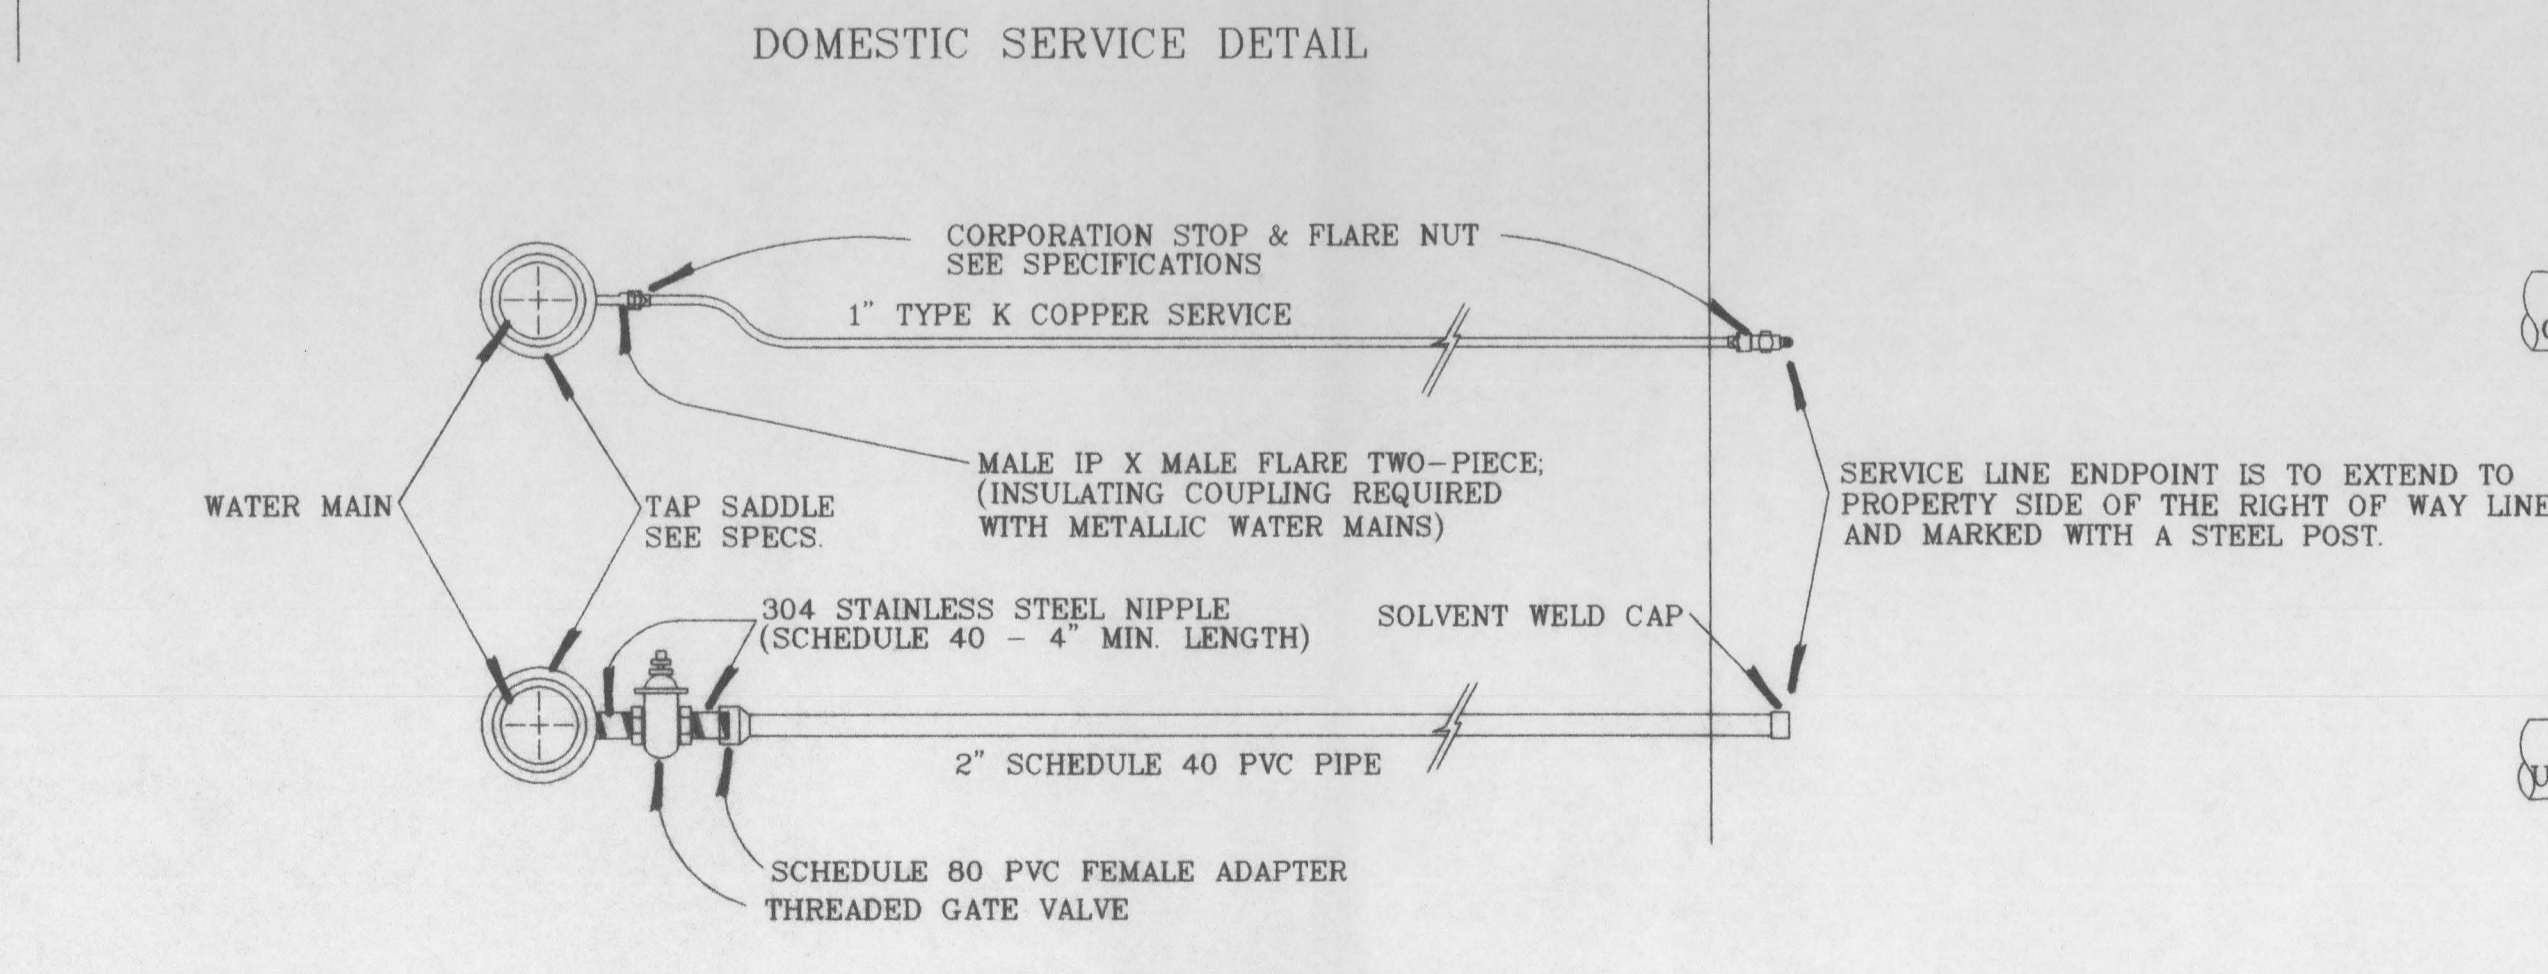 DOMESTIC SERVICE DETAIL
CORPORATION STOP & FLARE NUT
SEE SPECIFICATIONS
1" TYPE K COPPER SERVICE
MALE IP X MALE FLARE TWO-PIECE;
(INSULATING COUPLING REQUIRED
WITH METALLIC WATER MAINS)
SERVICE LINE ENDPOINT IS TO EXTEND TO
PROPERTY SIDE OF THE RIGHT OF WAY LINE
AND MARKED WITH A STEEL POST.
WATER MAIN
TAP SADDLE
SEE SPECS.
304 STAINLESS STEEL NIPPLE
(SCHEDULE 40 - 4" MIN. LENGTH)
SOLVENT WELD CAP
2" SCHEDULE 40 PVC PIPE
SCHEDULE 80 PVC FEMALE ADAPTER
THREADED GATE VALVE